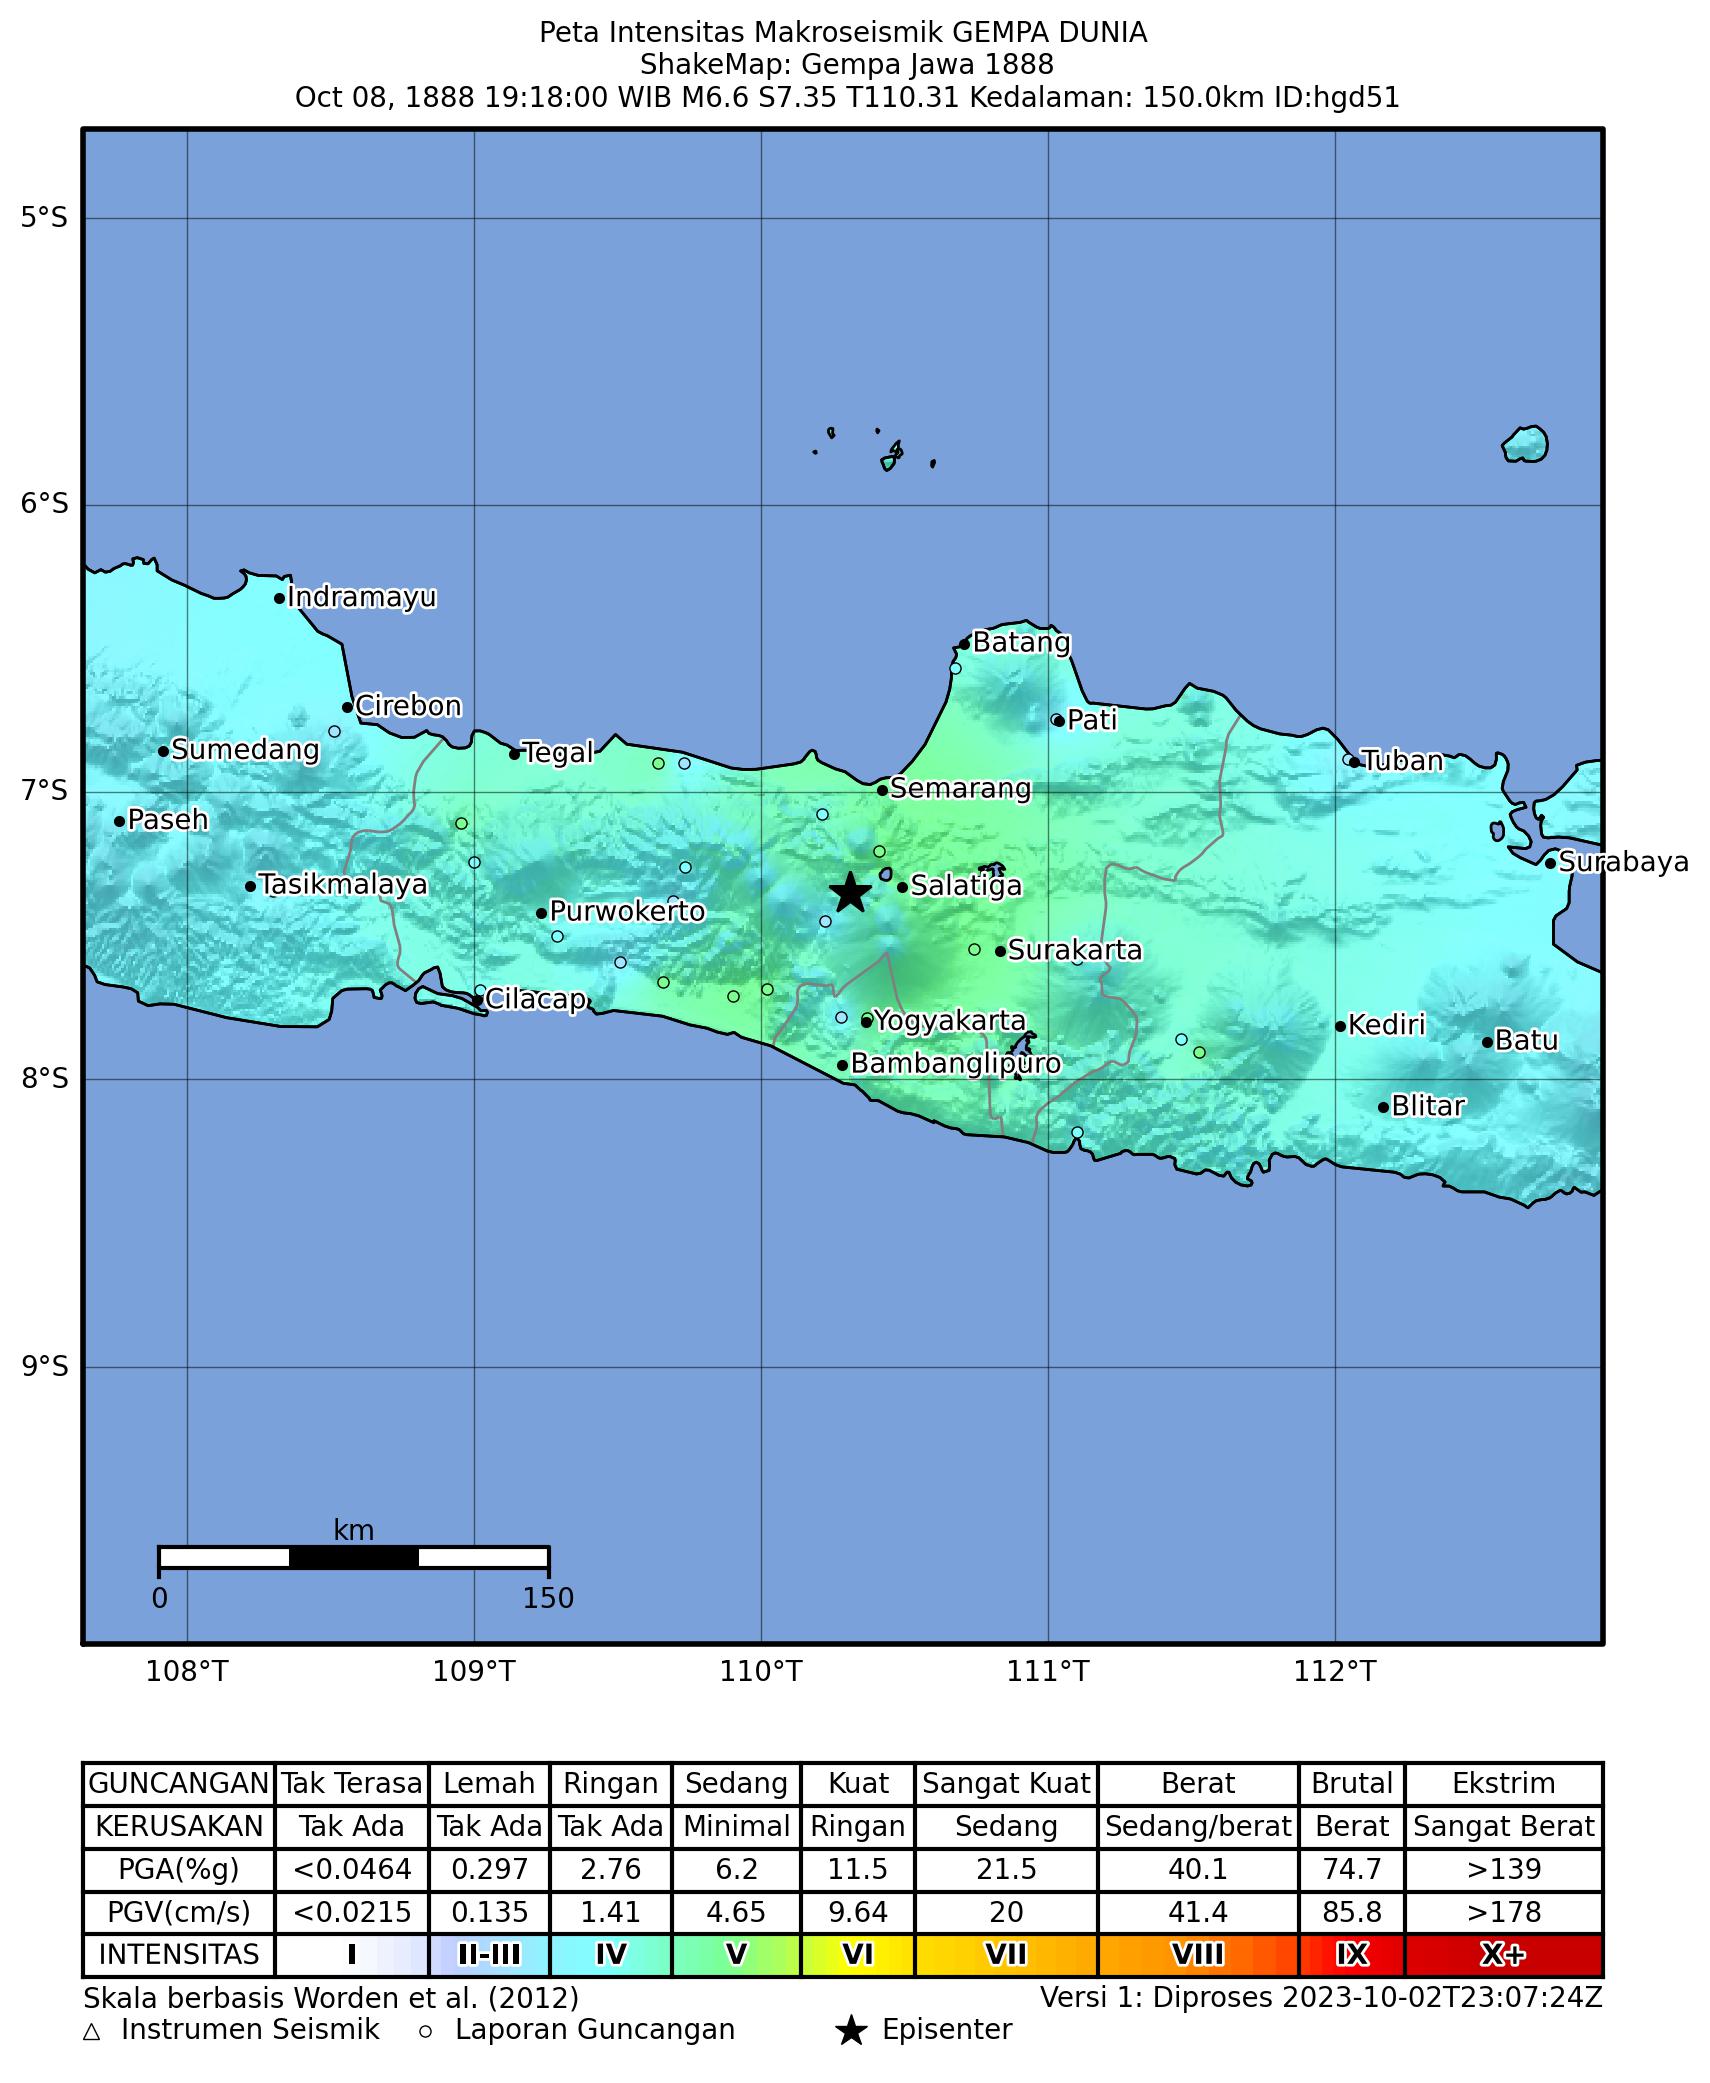 Peta Intensitas Makroseismik GEMPA DUNIA
ShakeMap: Gempa Jawa 1888
Oct 08, 1888 19:18:00 WIB M6.6 S7.35 T110.31 Kedalaman: 150.0km ID:hgd51
5°S
6°S
Indramayu
Batang
Cirebon
Pati
Sumedang
Tegal
Tuban
7°S
Semarang
Paseh
Surabaya
Tasikmalaya
Salatiga
Purwokerto
Surakarta
Cilacap
Yogyakarta
Kediri
Batu
Bambanglipuro
8°S
Blitar
9°S
km
0 150
108°T 109°T 110°T 111°T 112°T
GUNCANGAN Tak Terasa Lemah Ringan Sedang Kuat Sangat Kuat Berat Brutal Ekstrim
KERUSAKAN Tak Ada Tak Ada Tak Ada Minimal Ringan Sedang Sedang/berat Berat Sangat Berat
PGA(%g) <0.0464 0.297 2.76 6.2 11.5 21.5 40.1 74.7 >139
PGV(cm/s) <0.0215 0.135 1.41 4.65 9.64 20 41.4 85.8 >178
INTENSITAS I II-III IV V VI VII VIII IX X+
Skala berbasis Worden et al. (2012) Versi 1: Diproses 2023-10-02T23:07:24Z
Instrumen Seismik Laporan Guncangan Episenter